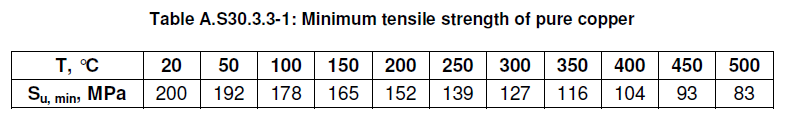 Table A.S30.3.3-1: Minimum tensile strength of pure copper
T, °C 20 50 100 150 200 250 300 350 400 450 500
Su, min, MPa 200 192 178 165 152 139 127 116 104 93 83